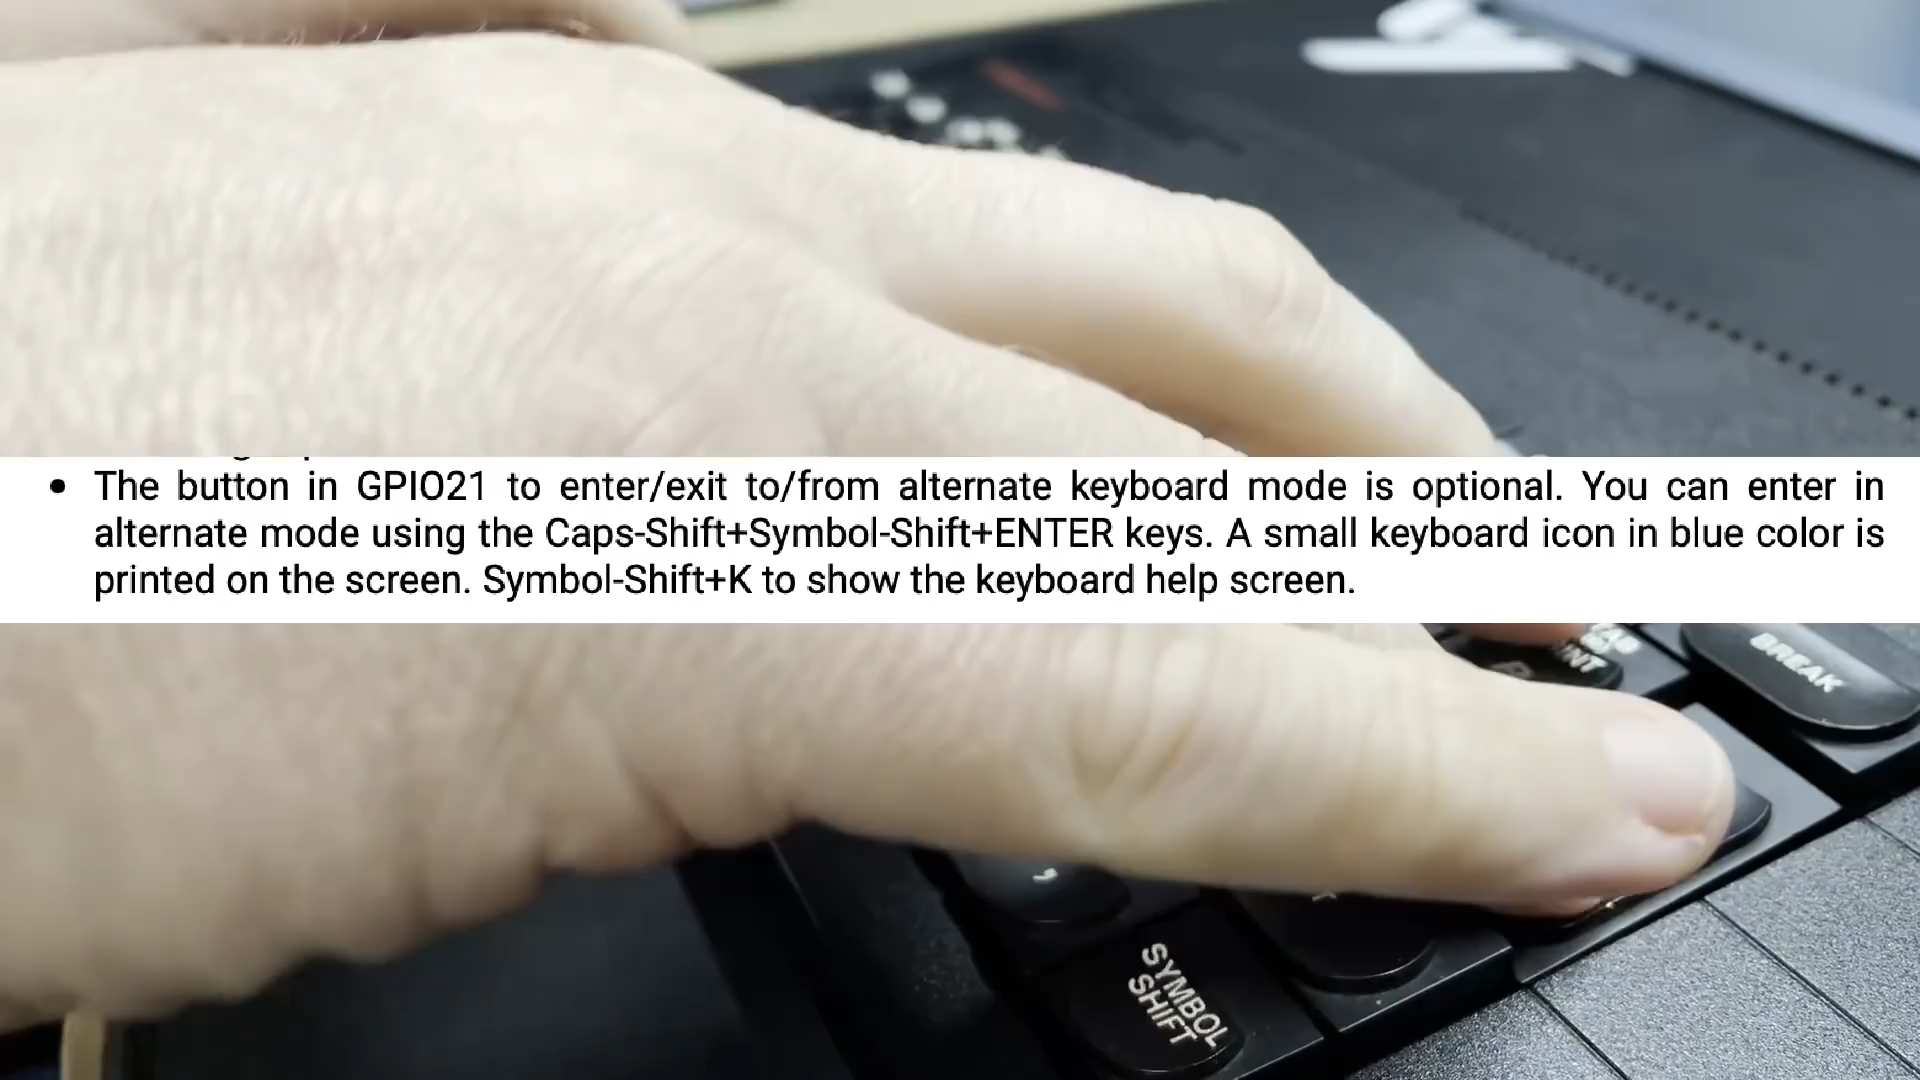 • The button in GPIO21 to enter/exit to/from alternate keyboard mode is optional. You can enter in
alternate mode using the Caps-Shift+Symbol-Shift+ENTER keys. A small keyboard icon in blue color is
printed on the screen. Symbol-Shift+K to show the keyboard help screen.
BREAK
,
SYMBOL
SHIFT